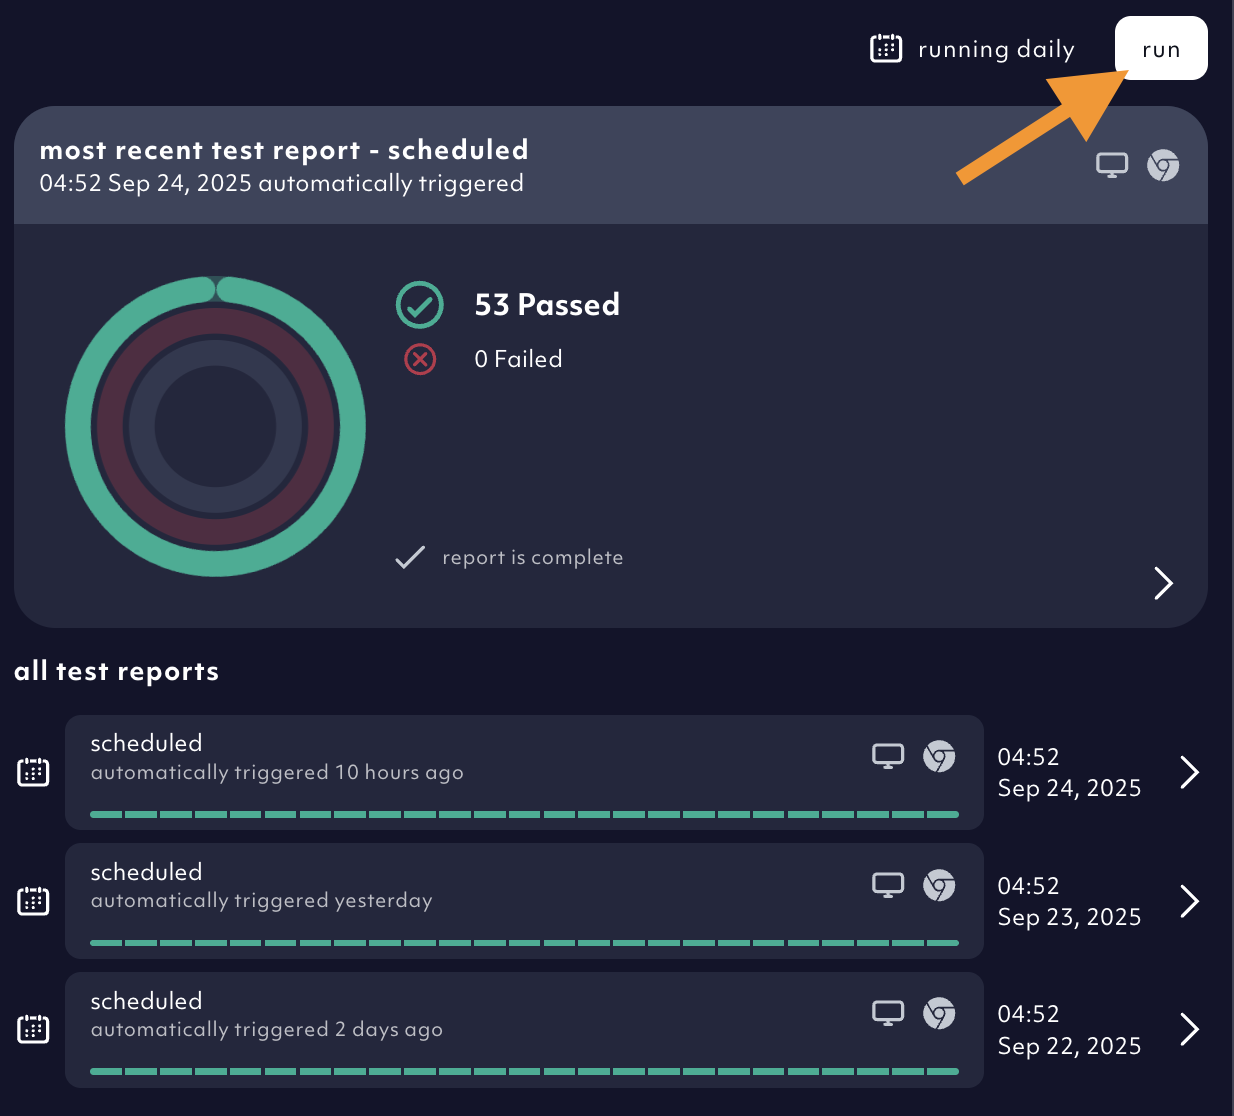 running daily
run
most recent test report - scheduled
04:52 Sep 24, 2025 automatically triggered
53 Passed
0 Failed
report is complete
all test reports
scheduled
automatically triggered 10 hours ago
04:52
Sep 24, 2025
scheduled
automatically triggered yesterday
04:52
Sep 23, 2025
scheduled
automatically triggered 2 days ago
04:52
Sep 22, 2025